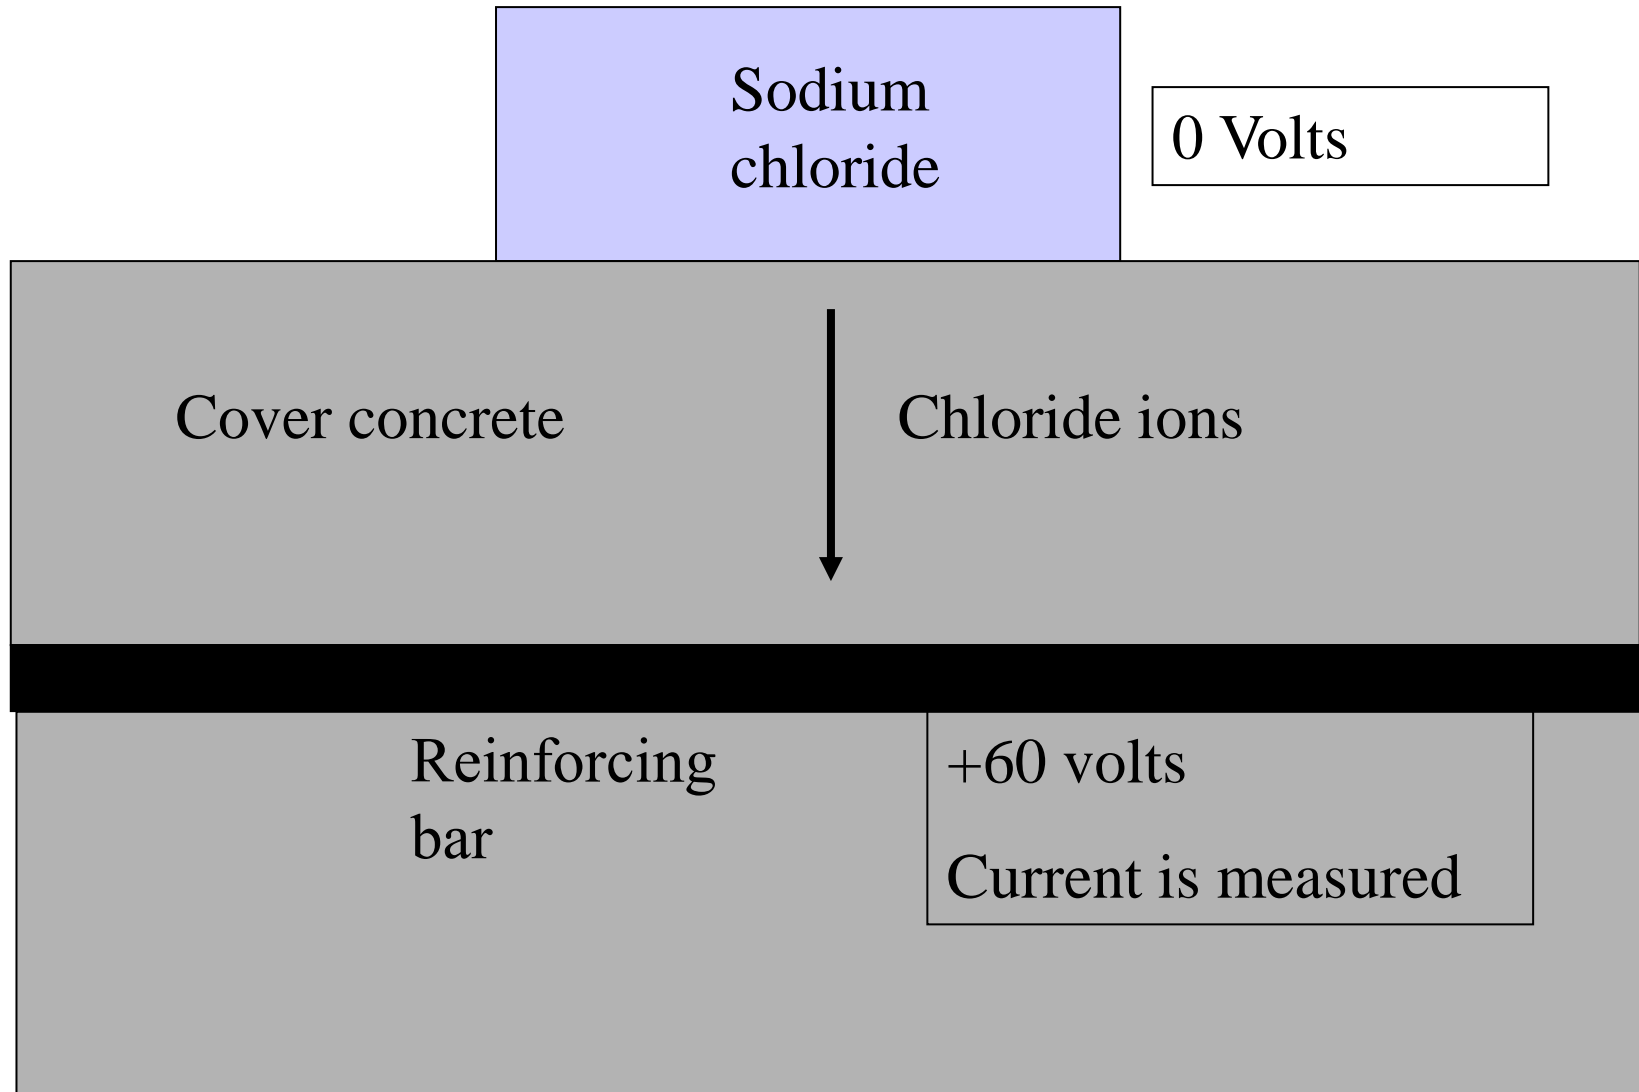 Sodium
chloride
0 Volts
Cover concrete
Chloride ions
Reinforcing
bar
+60 volts
Current is measured